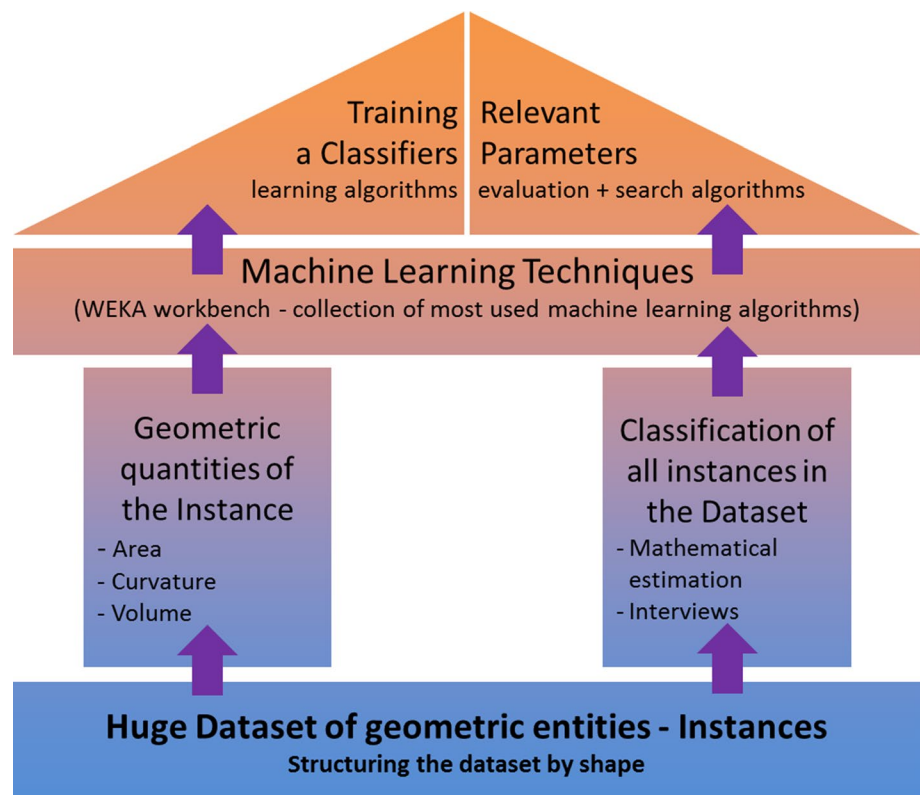 Training
a Classifiers
learning algorithms
Relevant
Parameters
evaluation + search algorithms
Machine Learning Techniques
(WEKA workbench - collection of most used machine learning algorithms)
Geometric
quantities of
the Instance
- Area
- Curvature
- Volume
Classification of
all instances in
the Dataset
- Mathematical
estimation
- Interviews
Huge Dataset of geometric entities - Instances
Structuring the dataset by shape